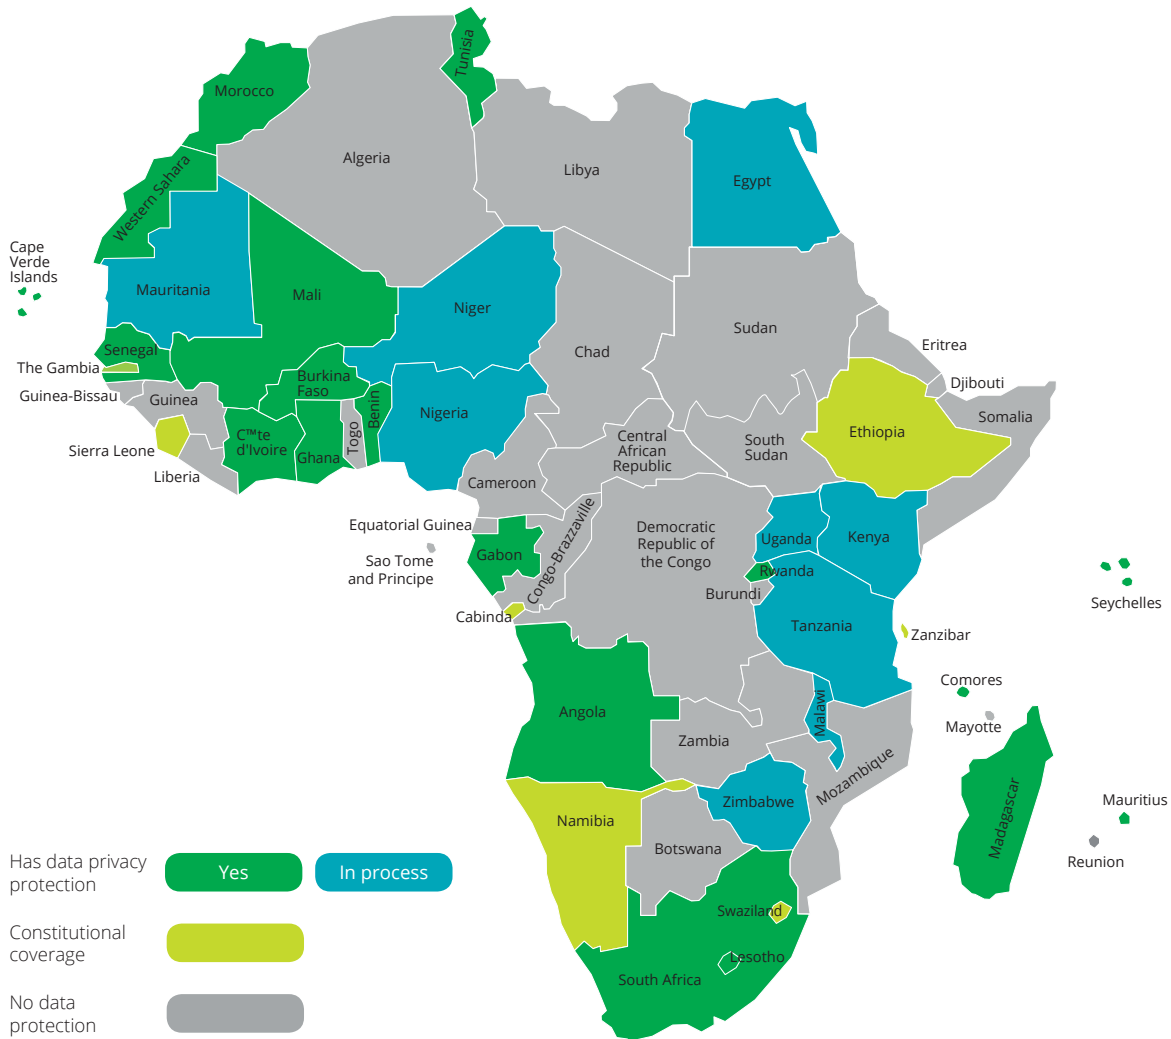 Tunisia
Morocco
Algeria
Libya
Egypt
Western Sahara
Cape
Verde
Islands
Mauritania
Mali
Niger
Sudan
Chad
Eritrea
Senegal
The Gambia
Djibouti
Guinea-Bissau
Guinea
Burkina
Faso
Benin
Nigeria
Somalia
Togo
C™te
d'Ivoire
Ghana
Sierra Leone
Liberia
Central
African
Republic
South
Sudan
Ethiopia
Cameroon
Equatorial Guinea
Sao Tome
and Principe
Gabon
Congo-Brazzaville
Democratic
Republic of
the Congo
Uganda
Kenya
Rwanda
Burundi
Cabinda
Tanzania
Zanzibar
Seychelles
Comores
Mayotte
Angola
Zambia
Malawi
Mozambique
Madagascar
Mauritius
Reunion
Zimbabwe
Namibia
Botswana
Swaziland
Lesotho
South Africa
Has data privacy
protection
Yes
In process
Constitutional
coverage
No data
protection